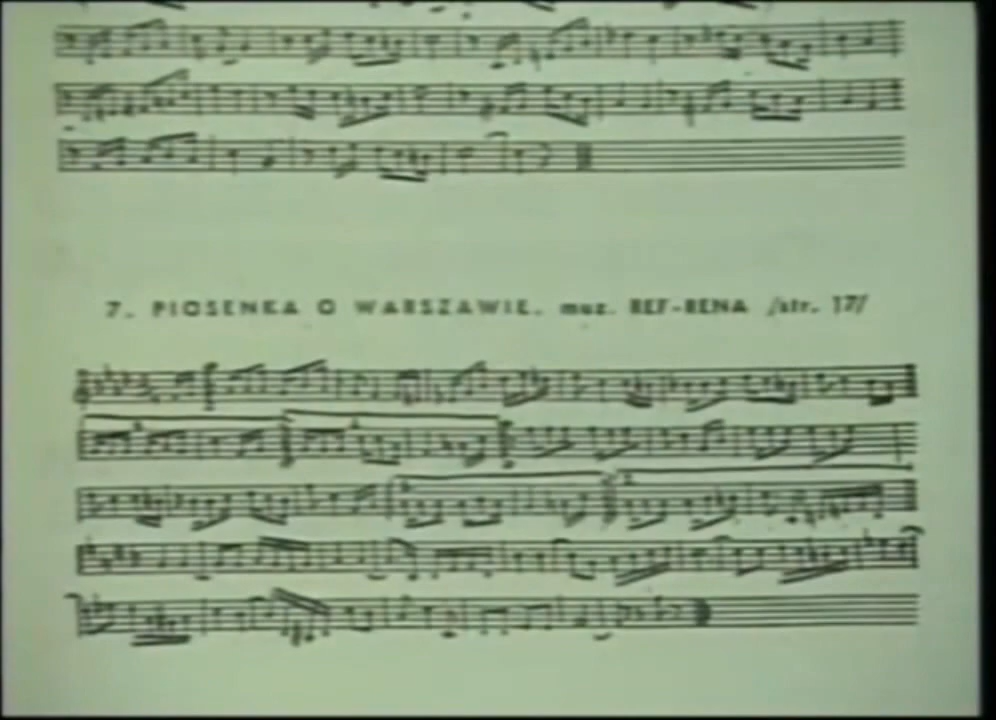 7. PIOSENKA O WARSZAWIE. muz. REF-RENA /str. 17/